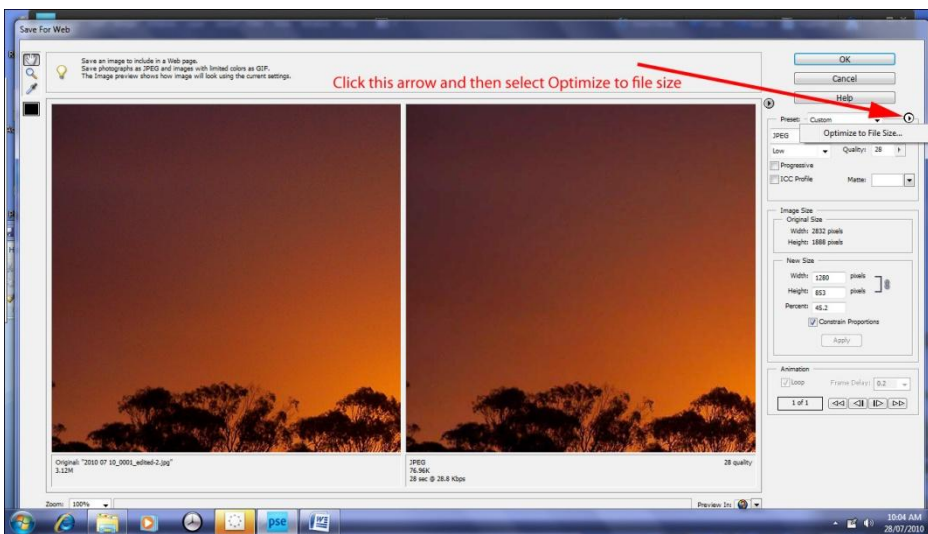 Save For Web
Save an image to include in a Web page.
Save photographs as JPEG and images with limited colors as GIF.
The Image preview shows how image will look using the current settings.
Click this arrow and then select Optimize to file size
OK
Cancel
Help
Preset: Custom
Optimize to File Size...
JPEG
Low
Quality: 28
Progressive
ICC Profile
Matte:
Image Size
Original Size
Width: 2832 pixels
Height: 1888 pixels
New Size
Width: 1280 pixels
Height: 853 pixels
Percent: 45.2
Constrain Proportions
Apply
Animation
Loop
Frame Delay: 0.2
1 of 1
Original: "2010 07 10_0001_edited-2.jpg"
3.12M
JPEG
28 quality
76.96K
28 sec @ 28.8 Kbps
Zoom: 100%
Preview In:
pse
10:04 AM
28/07/2010